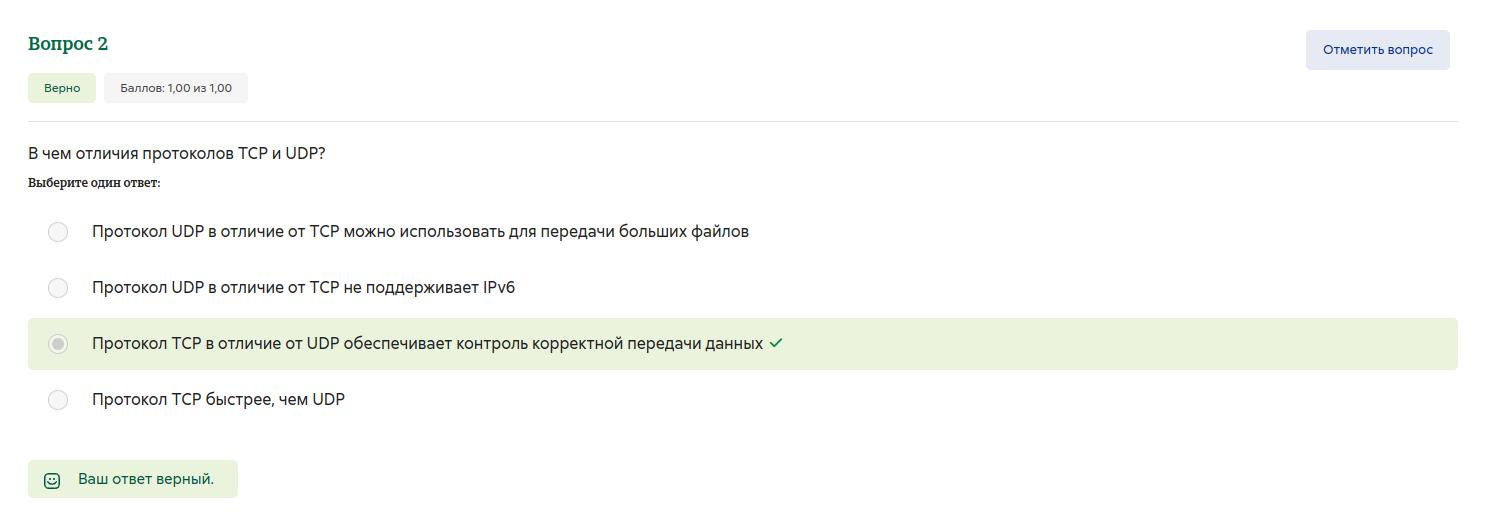 Вопрос 2
Отметить вопрос
Верно
Баллов: 1,00 из 1,00
В чем отличия протоколов TCP и UDP?
Выберите один ответ:
Протокол UDP в отличие от TCP можно использовать для передачи больших файлов
Протокол UDP в отличие от TCP не поддерживает IPv6
Протокол TCP в отличие от UDP обеспечивает контроль корректной передачи данных
Протокол TCP быстрее, чем UDP
Ваш ответ верный.